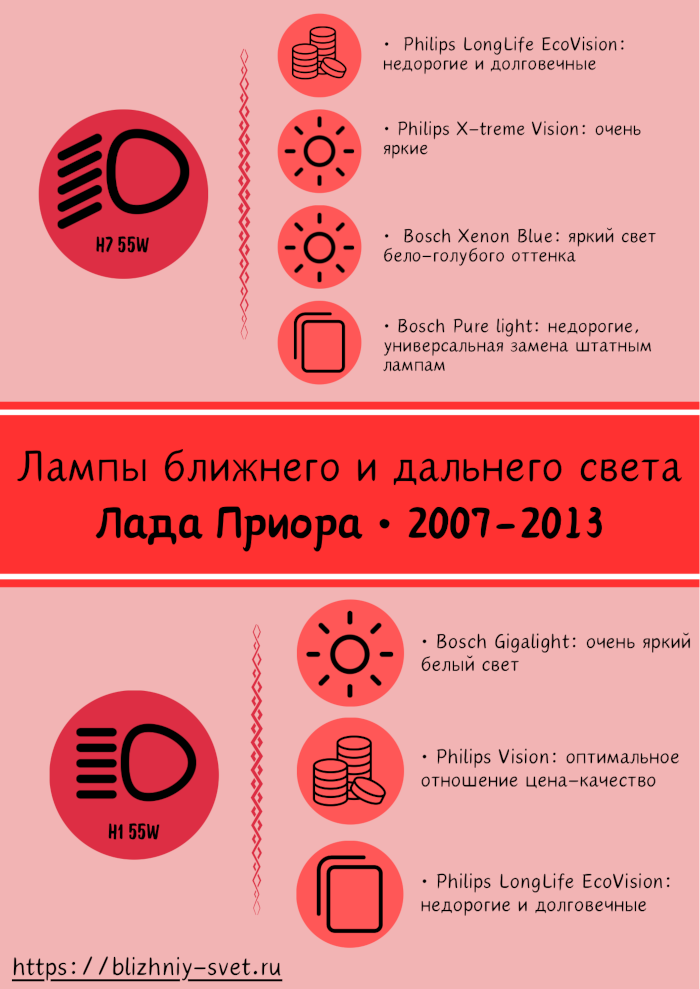 • Philips LongLife EcoVision:
недорогие и долговечные
• Philips X-treme Vision: очень
яркие
H7 55W
• Bosch Xenon Blue: яркий свет
бело-голубого оттенка
• Bosch Pure light: недорогие,
универсальная замена штатным
лампам
Лампы ближнего и дальнего света
Лада Приора • 2007-2013
• Bosch Gigalight: очень яркий
белый свет
• Philips Vision: оптимальное
отношение цена-качество
H1 55W
• Philips LongLife EcoVision:
недорогие и долговечные
https://blizhniy-svet.ru